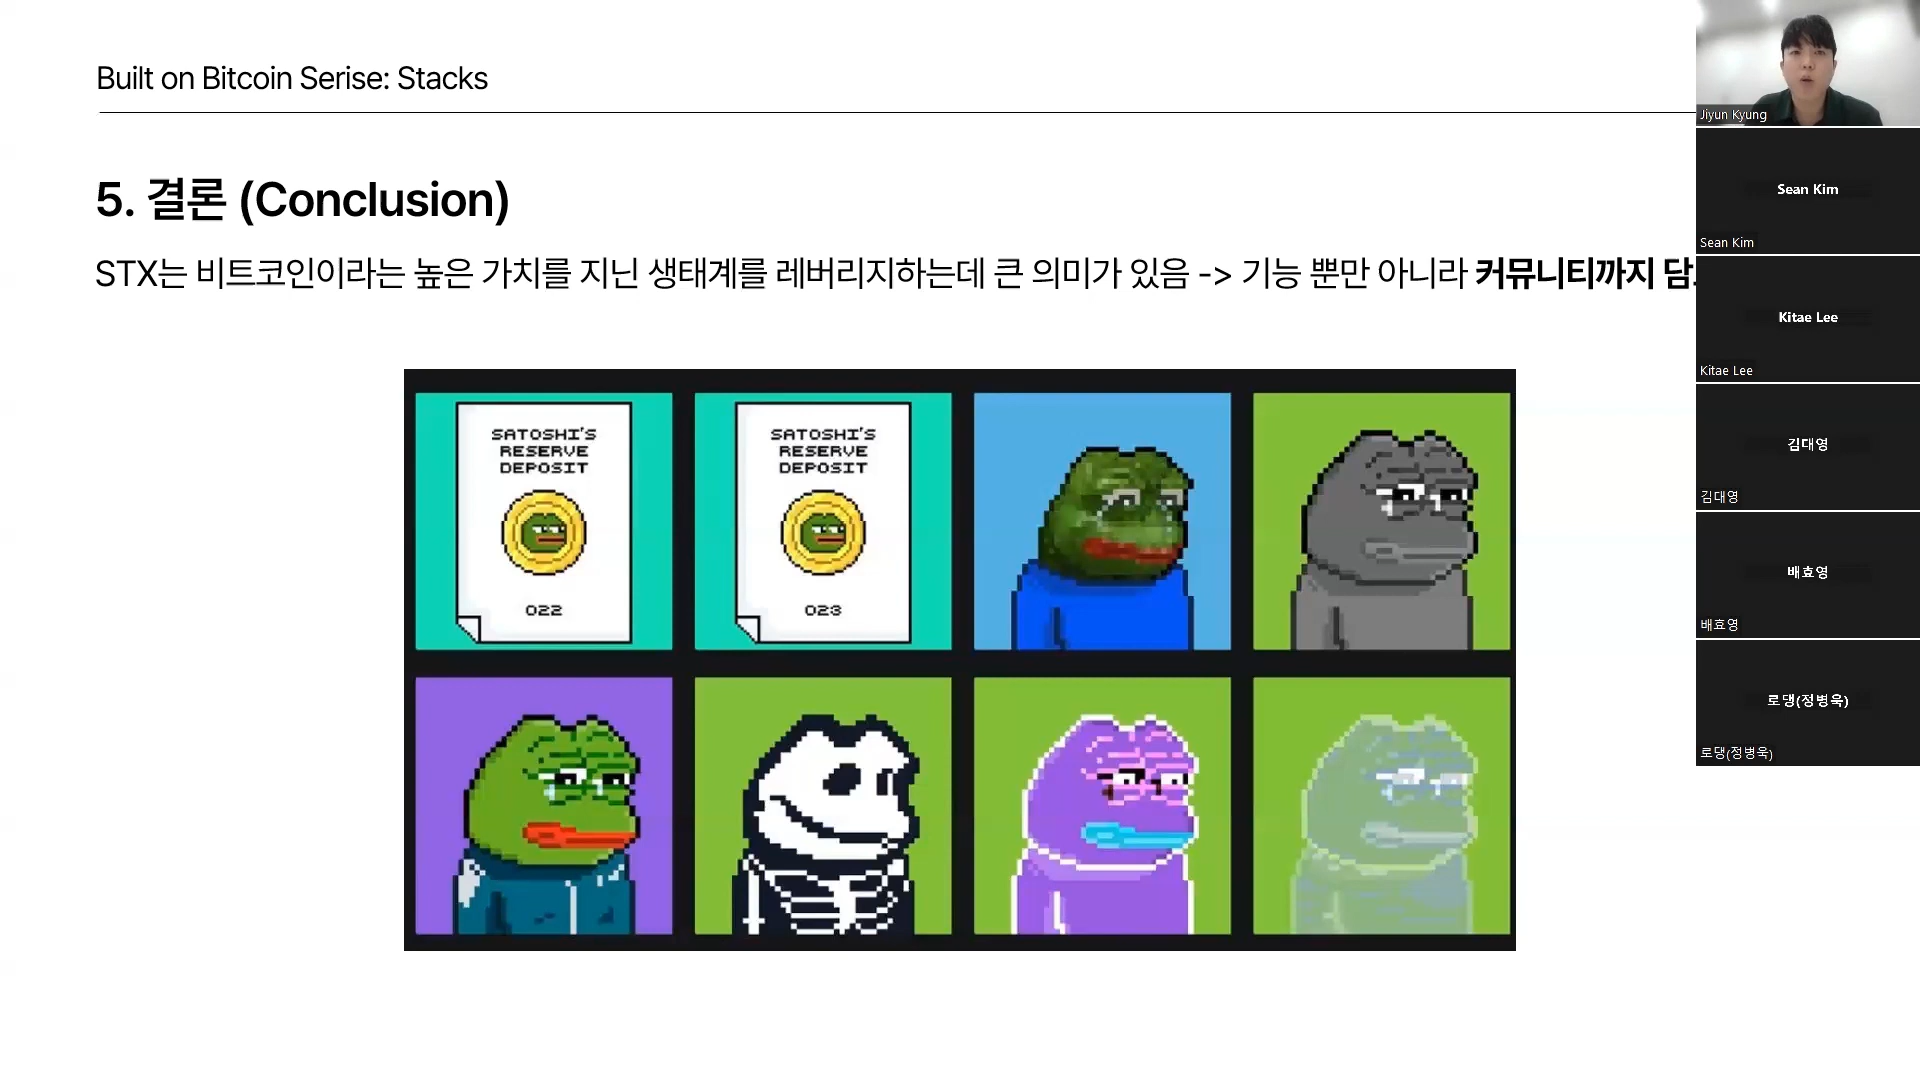 Built on Bitcoin Serise: Stacks
5. 결론 (Conclusion)
STX는 비트코인이라는 높은 가치를 지닌 생태계를 레버리지하는데 큰 의미가 있음 -> 기능 뿐만 아니라 커뮤니티까지
SATOSHI'S
RESERVE
DEPOSIT
022
SATOSHI'S
RESERVE
DEPOSIT
023
Jiyun Kyung
Sean Kim
Sean Kim
Kitae Lee
Kitae Lee
김대영
김대영
배효영
배효영
로댕(정병욱)
로댕(정병욱)